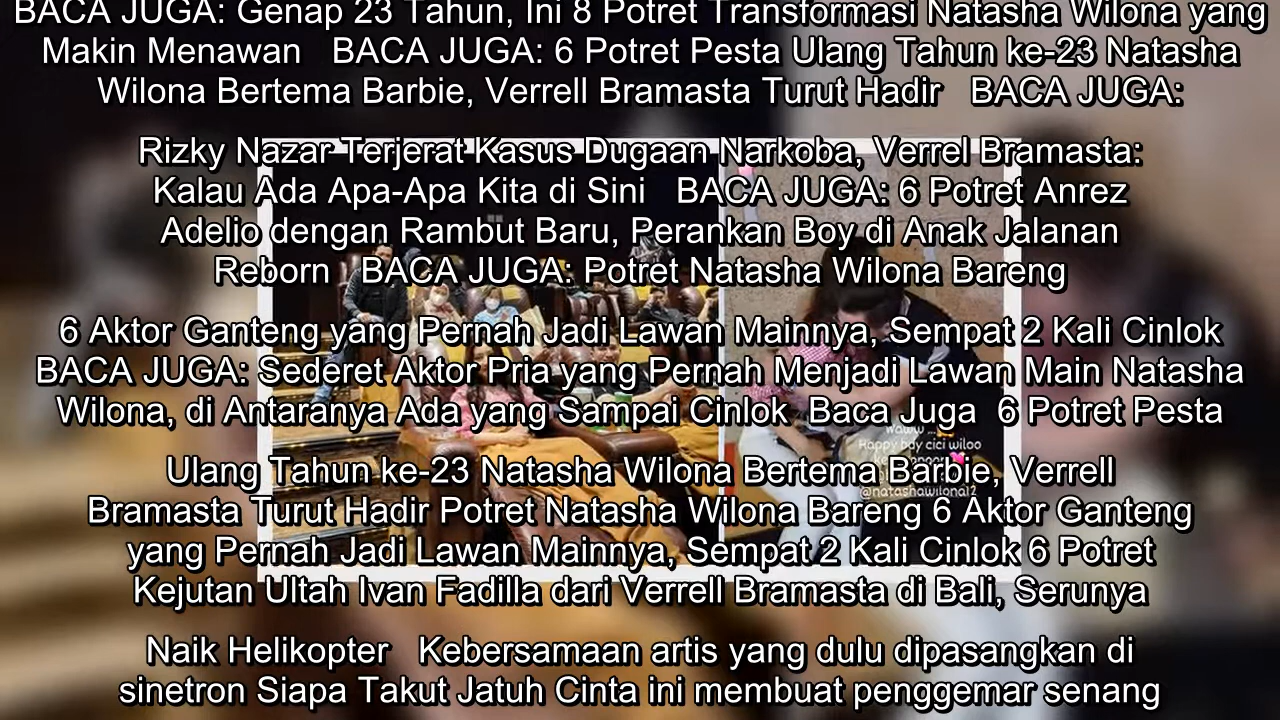 BACA JUGA: Genap 23 Tahun, Ini 8 Potret Transformasi Natasha Wilona yang
Makin Menawan BACA JUGA: 6 Potret Pesta Ulang Tahun ke-23 Natasha
Wilona Bertema Barbie, Verrell Bramasta Turut Hadir BACA JUGA:
Rizky Nazar Terjerat Kasus Dugaan Narkoba, Verrel Bramasta:
Kalau Ada Apa-Apa Kita di Sini BACA JUGA: 6 Potret Anrez
Adelio dengan Rambut Baru, Perankan Boy di Anak Jalanan
Reborn BACA JUGA: Potret Natasha Wilona Bareng
6 Aktor Ganteng yang Pernah Jadi Lawan Mainnya, Sempat 2 Kali Cinlok
BACA JUGA: Sederet Aktor Pria yang Pernah Menjadi Lawan Main Natasha
Wilona, di Antaranya Ada yang Sampai Cinlok Baca Juga 6 Potret Pesta
Happy bdy cici wiloo
Ulang Tahun ke-23 Natasha Wilona Bertema Barbie, Verrell
@natashawilona12
Bramasta Turut Hadir Potret Natasha Wilona Bareng 6 Aktor Ganteng
yang Pernah Jadi Lawan Mainnya, Sempat 2 Kali Cinlok 6 Potret
Kejutan Ultah Ivan Fadilla dari Verrell Bramasta di Bali, Serunya
Naik Helikopter Kebersamaan artis yang dulu dipasangkan di
sinetron Siapa Takut Jatuh Cinta ini membuat penggemar senang